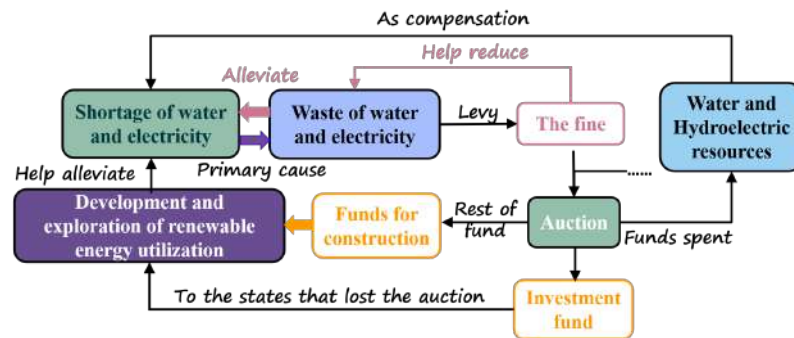 As compensation
Help reduce
Alleviate
Shortage of water
and electricity
Waste of water
and electricity
Levy
The fine
Water and
Hydroelectric
resources
Help alleviate
Primary cause
......
Development and
exploration of renewable
energy utilization
Funds for
construction
Rest of
fund
Auction
Funds spent
To the states that lost the auction
Investment
fund